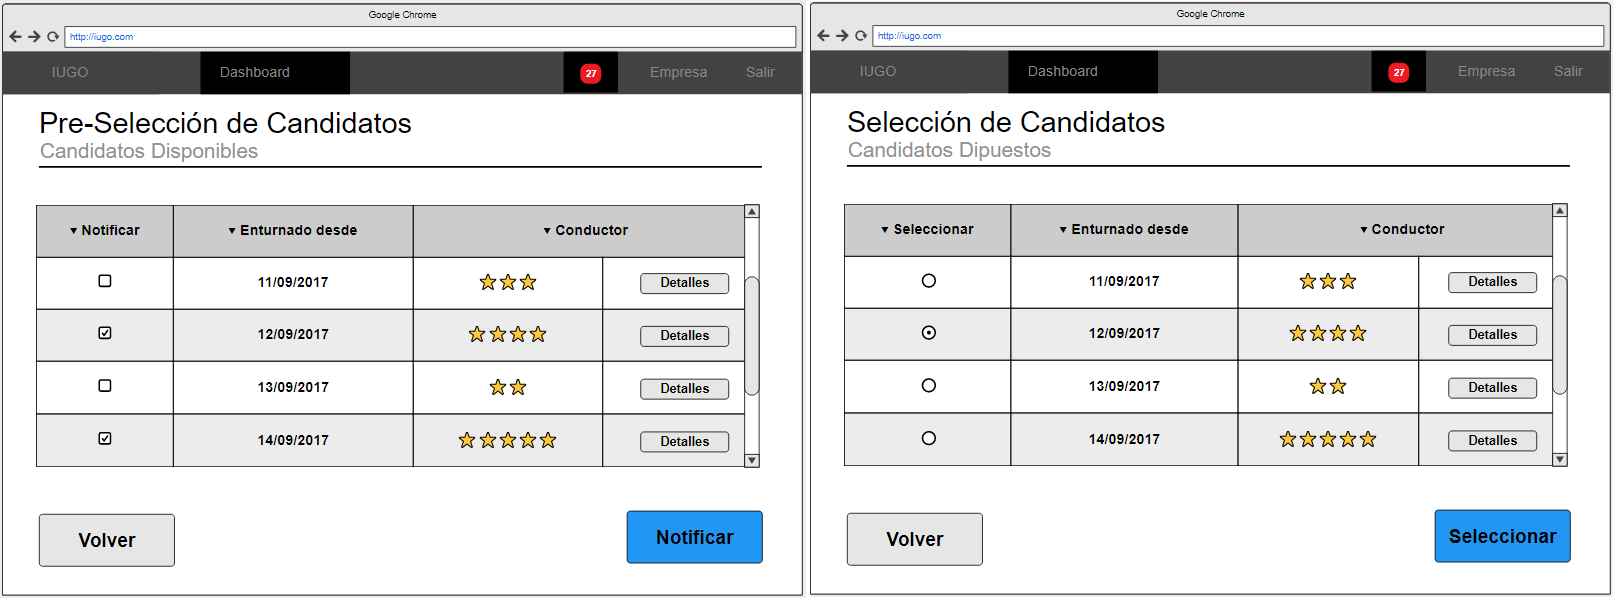 Google Chrome
http://iugo.com
IUGO Dashboard 27 Empresa Salir
Pre-Selección de Candidatos
Candidatos Disponibles
Notificar Enturnado desde Conductor
11/09/2017 Detalles
12/09/2017 Detalles
13/09/2017 Detalles
14/09/2017 Detalles
Volver Notificar
Google Chrome
http://iugo.com
IUGO Dashboard 27 Empresa Salir
Selección de Candidatos
Candidatos Dipuestos
Seleccionar Enturnado desde Conductor
11/09/2017 Detalles
12/09/2017 Detalles
13/09/2017 Detalles
14/09/2017 Detalles
Volver Seleccionar